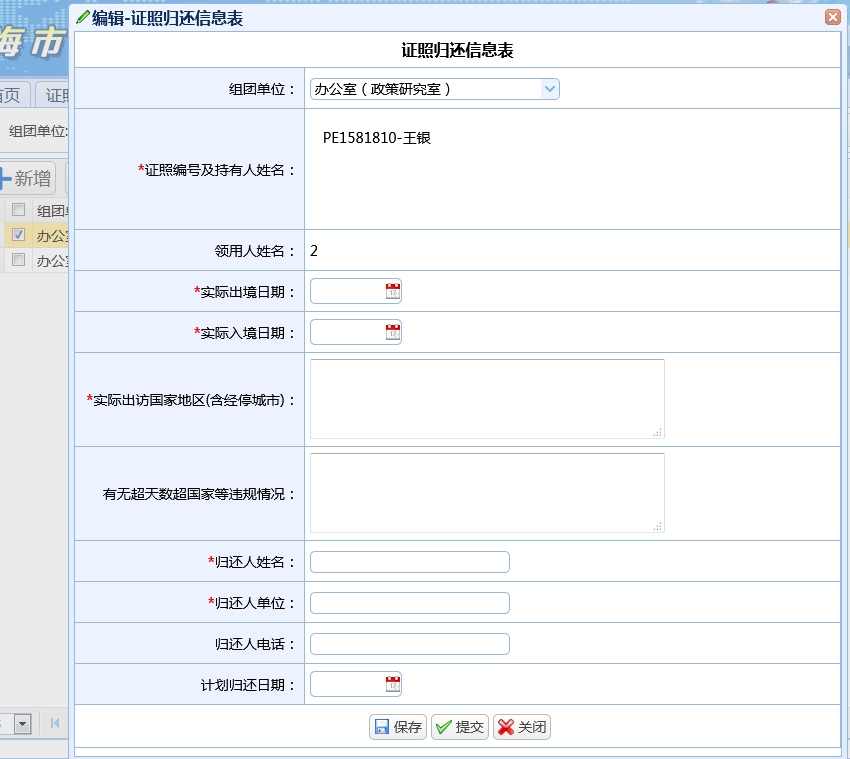 编辑-证照归还信息表
海市
证照归还信息表
首页
组团单位：
办公室（政策研究室）
组团单位:
PE1581810-王银
*证照编号及持有人姓名：
新增
办公室
领用人姓名：
2
*实际出境日期：
*实际入境日期：
*实际出访国家地区(含经停城市)：
有无超天数超国家等违规情况：
*归还人姓名：
*归还人单位：
归还人电话：
计划归还日期：
保存
提交
关闭